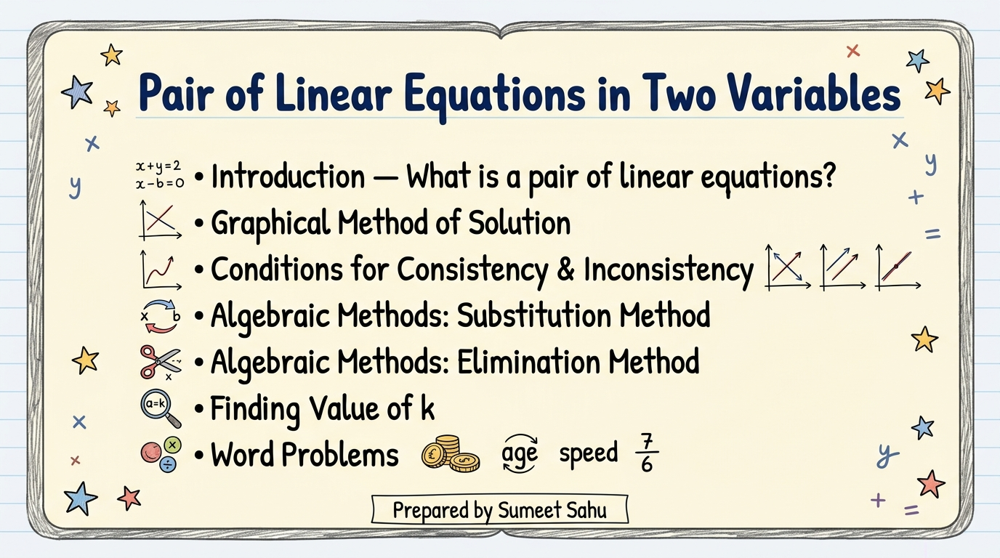 Pair of Linear Equations in Two Variables
x+y=2
x-b=0
• Introduction — What is a pair of linear equations?
• Graphical Method of Solution
• Conditions for Consistency & Inconsistency
x b
• Algebraic Methods: Substitution Method
x
• Algebraic Methods: Elimination Method
a=k
• Finding Value of k
x ÷
• Word Problems £ $ age speed 7/6
Prepared by Sumeet Sahu
x
y
x
x
x
x
y
+
=
y
+ =